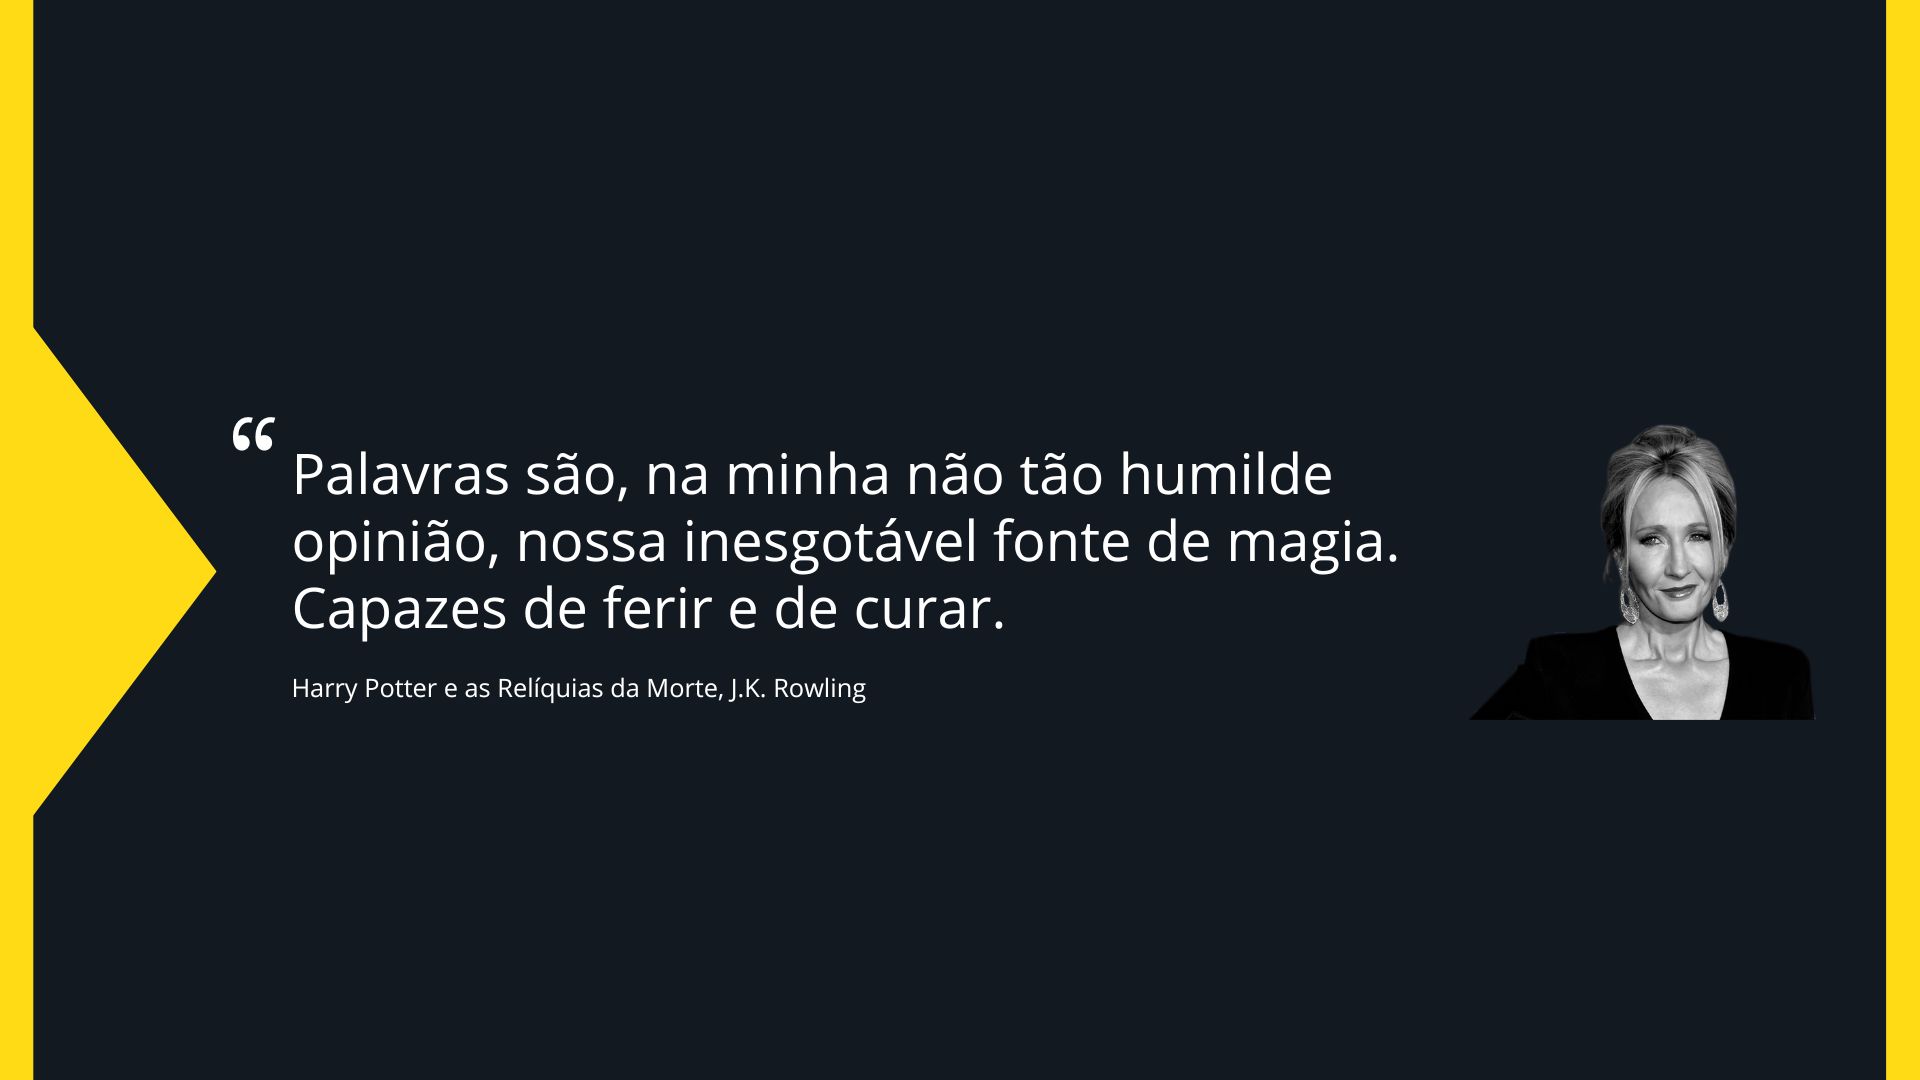 “
Palavras são, na minha não tão humilde
opinião, nossa inesgotável fonte de magia.
Capazes de ferir e de curar.
Harry Potter e as Relíquias da Morte, J.K. Rowling